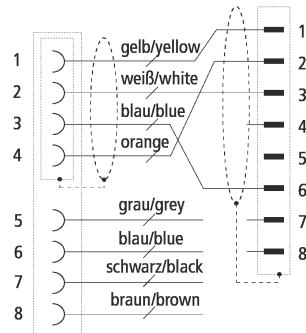 1 gelb/yellow 1
2 weiß/white 2
3 blau/blue 3
4 orange 4
5
6
5 grau/grey 7
6 blau/blue 8
7 schwarz/black
8 braun/brown